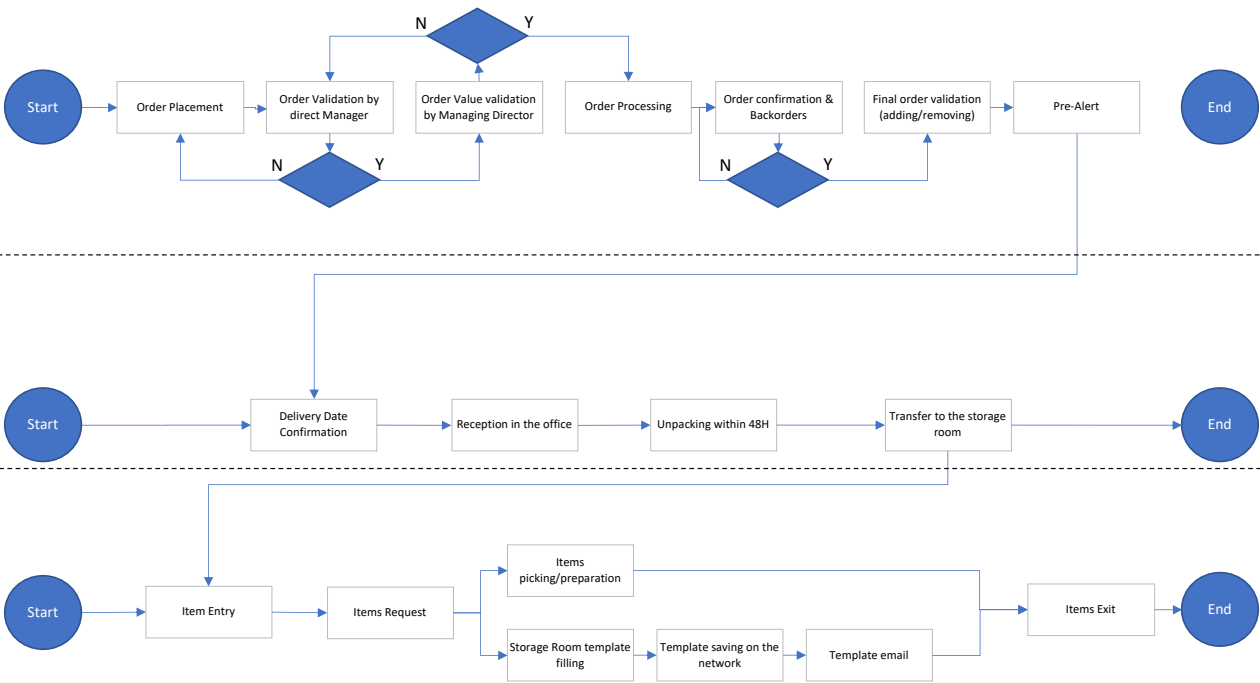 N
Y
Start
Order Placement
Order Validation by
direct Manager
Order Value validation
by Managing Director
Order Processing
Order confirmation &
Backorders
Final order validation
(adding/removing)
Pre-Alert
End
N
Y
N
Y
Start
Delivery Date
Confirmation
Reception in the office
Unpacking within 48H
Transfer to the storage
room
End
Start
Item Entry
Items Request
Items
picking/preparation
Storage Room template
filling
Template saving on the
network
Template email
Items Exit
End